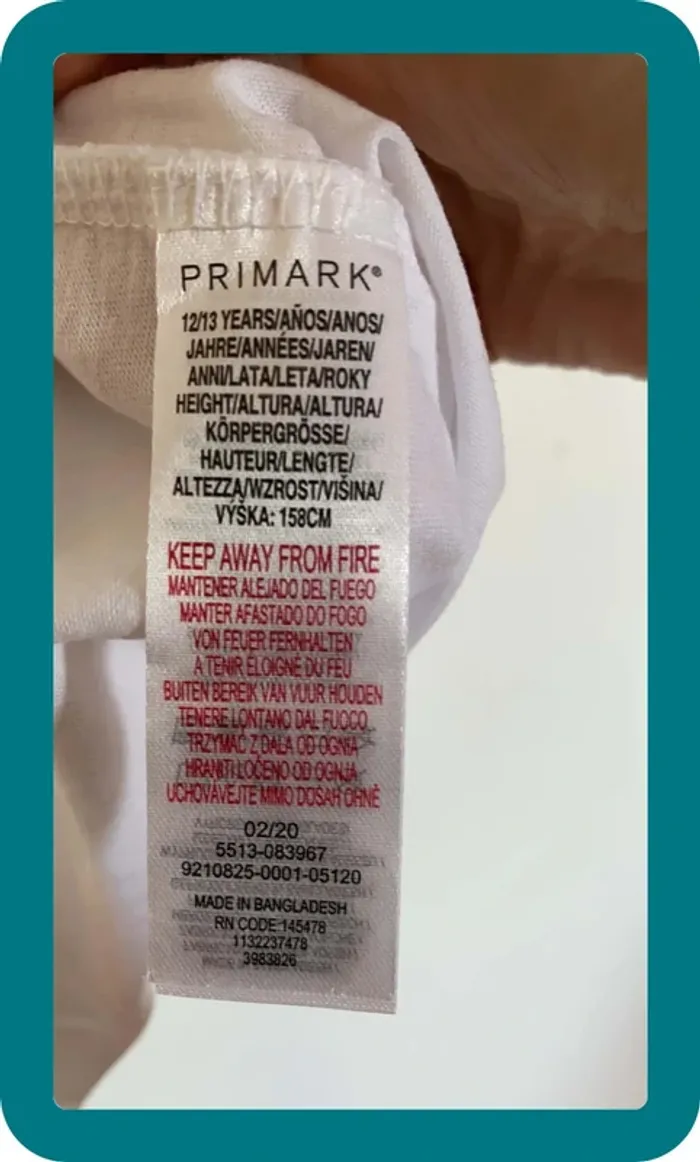 PRIMARK®
12/13 YEARS/AÑOS/ANOS/
JAHRE/ANNÉES/JAREN/
ANNI/LATA/LETA/ROKY
HEIGHT/ALTURA/ALTURA/
KÖRPERGRÖSSE/
HAUTEUR/LENGTE/
ALTEZZA/WZROST/VIŠINA/
VÝŠKA: 158CM
KEEP AWAY FROM FIRE
MANTENER ALEJADO DEL FUEGO
MANTER AFASTADO DO FOGO
VON FEUER FERNHALTEN
A TENIR ÉLOIGNÉ DU FEU
BUITEN BEREIK VAN VUUR HOUDEN
TENERE LONTANO DAL FUOCO
TRZYMAĆ Z DALA OD OGNIA
HRANITI LOČENO OD OGNJA
UCHOVÁVEJTE MIMO DOSAH OHNĚ
02/20
5513-083967
9210825-0001-05120
MADE IN BANGLADESH
RN CODE:145478
1132237478
3983826